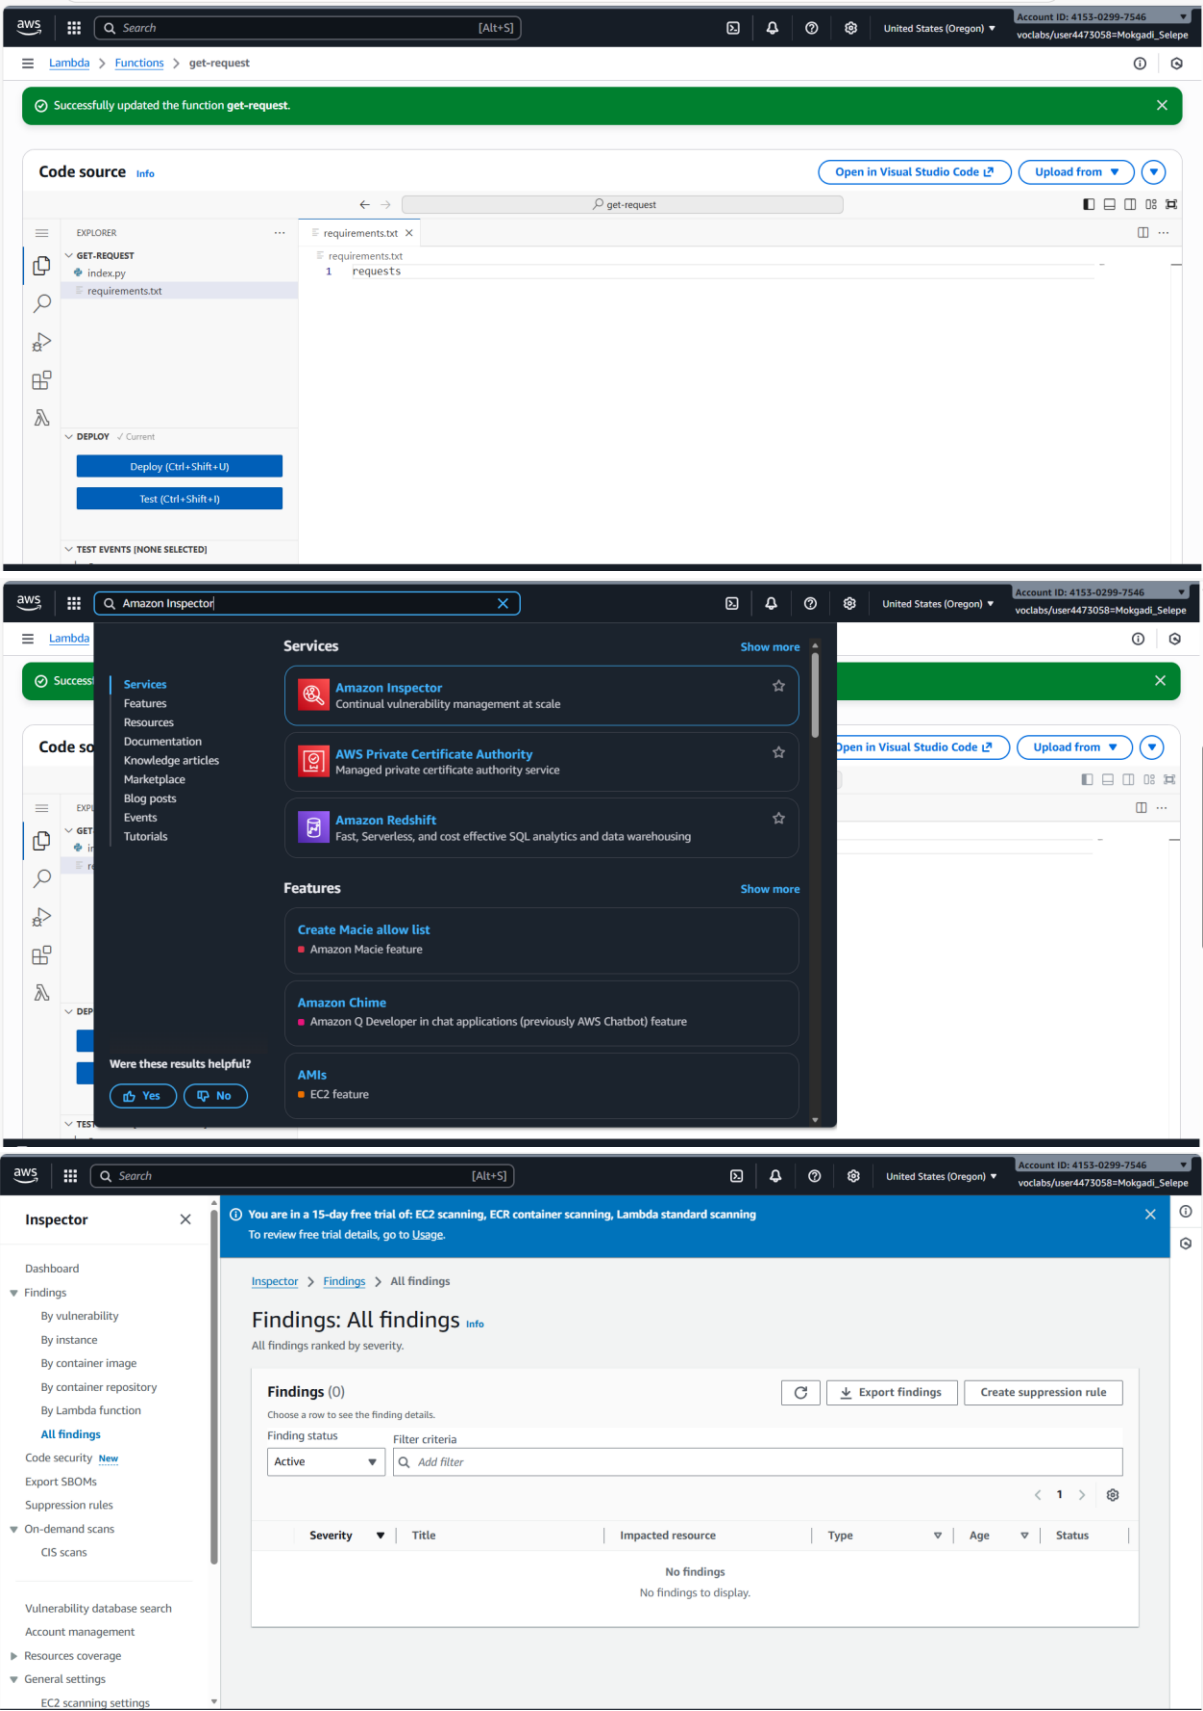 aws
Search [Alt+S]
United States (Oregon) ▼
Account ID: 4153-0299-7546 ▼
voclabs/user4473058=Mokgadi_Selepe
Lambda > Functions > get-request
Successfully updated the function get-request.
Code source Info
Open in Visual Studio Code
Upload from ▼
get-request
EXPLORER ...
requirements.txt ×
GET-REQUEST
requirements.txt
index.py
1 requests
requirements.txt
DEPLOY ✓ Current
Deploy (Ctrl+Shift+U)
Test (Ctrl+Shift+I)
TEST EVENTS [NONE SELECTED]
aws
Amazon Inspector
United States (Oregon) ▼
Account ID: 4153-0299-7546 ▼
voclabs/user4473058=Mokgadi_Selepe
Lambda
Success
Code so
Open in Visual Studio Code
Upload from ▼
EXPL
GET-
in
re
DEP
TEST
Services
Features
Resources
Documentation
Knowledge articles
Marketplace
Blog posts
Events
Tutorials
Were these results helpful?
Yes
No
Services
Show more
Amazon Inspector
Continual vulnerability management at scale
AWS Private Certificate Authority
Managed private certificate authority service
Amazon Redshift
Fast, Serverless, and cost effective SQL analytics and data warehousing
Features
Show more
Create Macie allow list
Amazon Macie feature
Amazon Chime
Amazon Q Developer in chat applications (previously AWS Chatbot) feature
AMIs
EC2 feature
aws
Search [Alt+S]
United States (Oregon) ▼
Account ID: 4153-0299-7546 ▼
voclabs/user4473058=Mokgadi_Selepe
Inspector
Dashboard
Findings
By vulnerability
By instance
By container image
By container repository
By Lambda function
All findings
Code security New
Export SBOMs
Suppression rules
On-demand scans
CIS scans
Vulnerability database search
Account management
Resources coverage
General settings
EC2 scanning settings
You are in a 15-day free trial of: EC2 scanning, ECR container scanning, Lambda standard scanning
To review free trial details, go to Usage.
Inspector > Findings > All findings
Findings: All findings Info
All findings ranked by severity.
Findings (0)
Export findings
Create suppression rule
Choose a row to see the finding details.
Finding status
Filter criteria
Active
Add filter
< 1 >
Severity
Title
Impacted resource
Type
Age
Status
No findings
No findings to display.